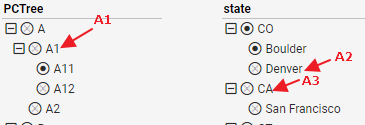 PCTree
A
A1
A1
A11
A12
A2
state
CO
Boulder
Denver
A2
CA
A3
San Francisco